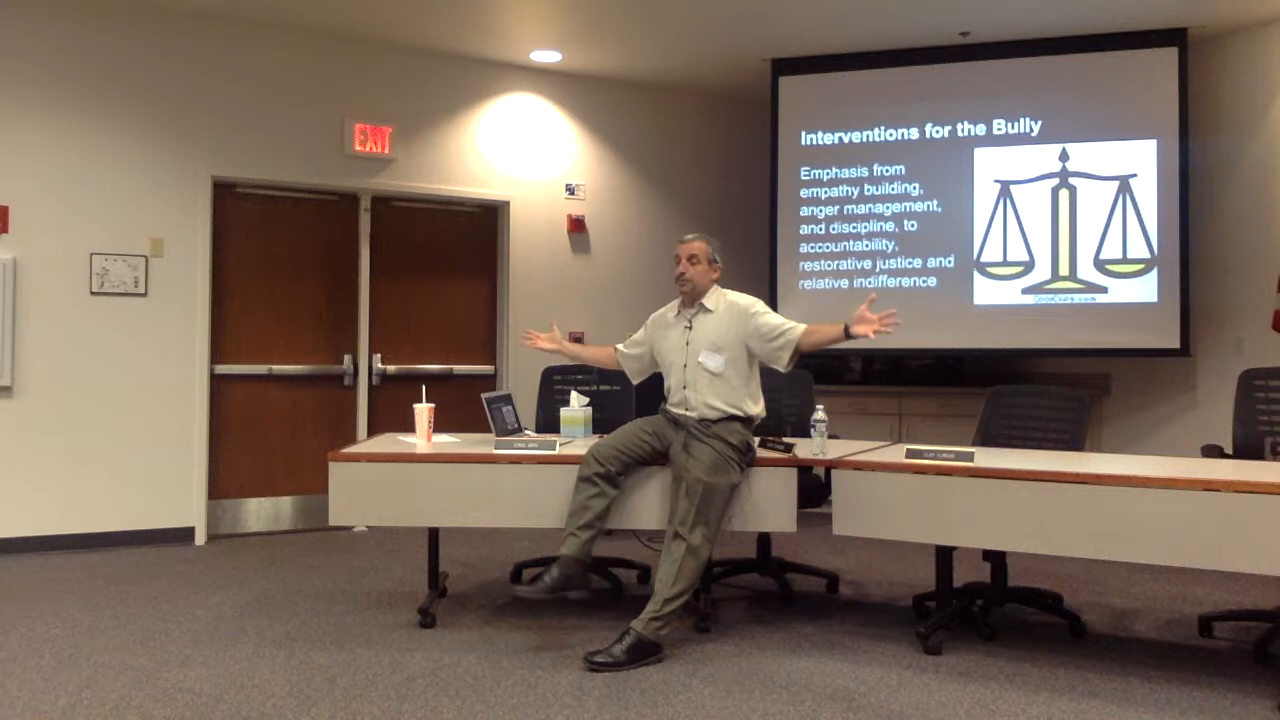 EXIT
Interventions for the Bully
Emphasis from
empathy building,
anger management,
and discipline, to
accountability,
restorative justice and
relative indifference